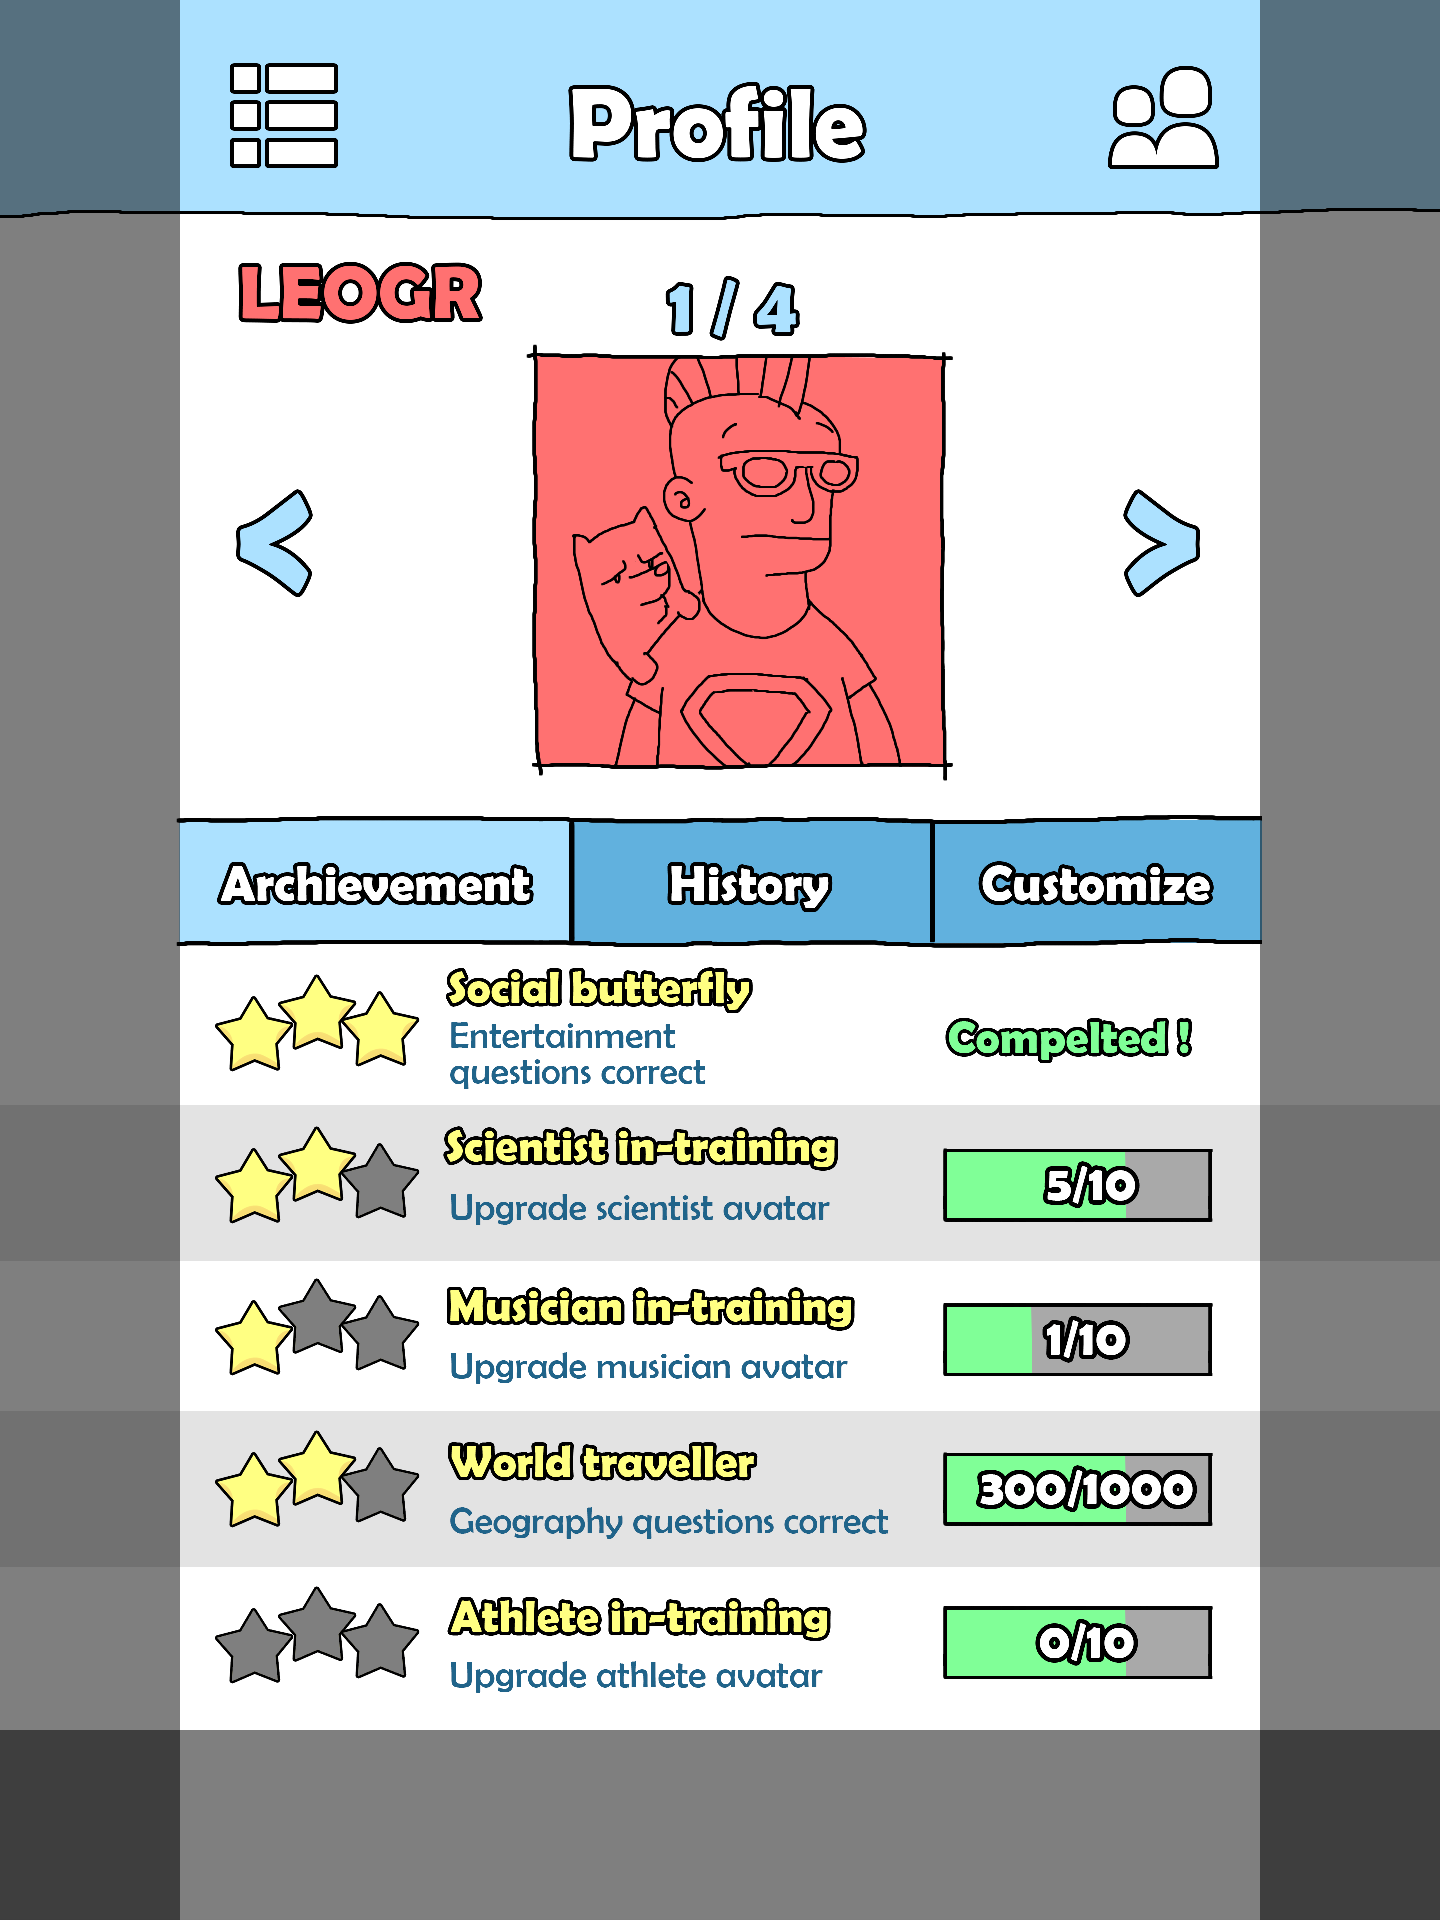 Profile
LEOGR
1 / 4
Archievement
History
Customize
Social butterfly
Entertainment
questions correct
Compelted !
Scientist in-training
Upgrade scientist avatar
5/10
Musician in-training
Upgrade musician avatar
1/10
World traveller
Geography questions correct
300/1000
Athlete in-training
Upgrade athlete avatar
0/10